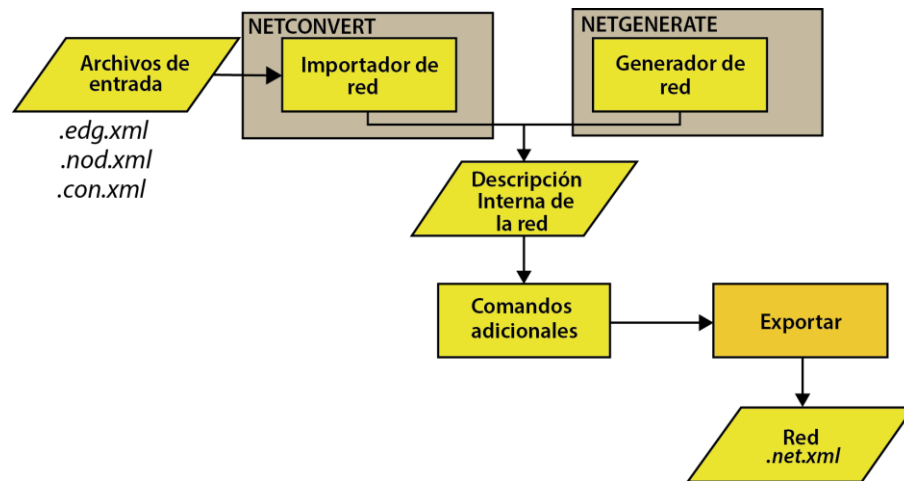 NETCONVERT
NETGENERATE
Archivos de
entrada
Importador de
red
Generador de
red
.edg.xml
.nod.xml
.con.xml
Descripción
Interna de
la red
Comandos
adicionales
Exportar
Red
.net.xml